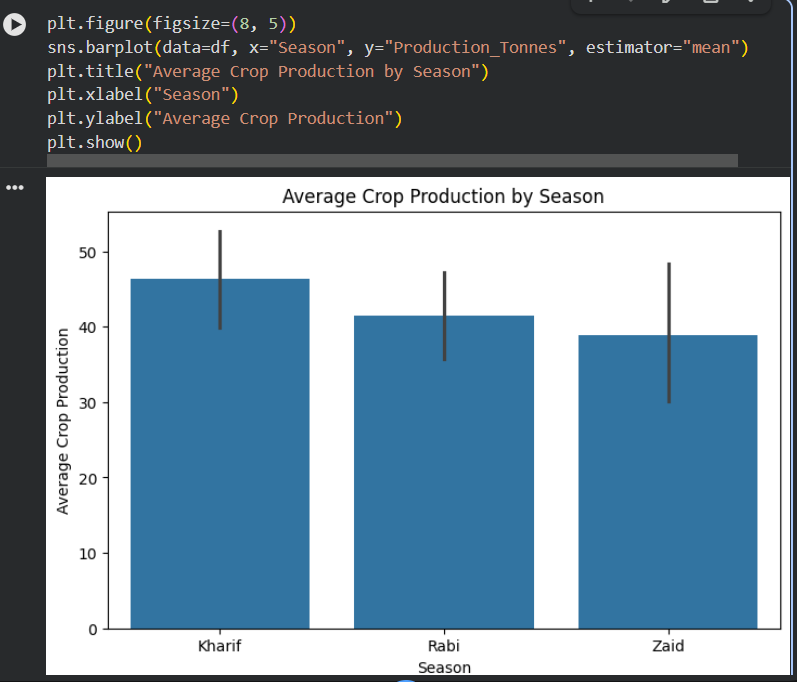 plt.figure(figsize=(8, 5))
sns.barplot(data=df, x="Season", y="Production_Tonnes", estimator="mean")
plt.title("Average Crop Production by Season")
plt.xlabel("Season")
plt.ylabel("Average Crop Production")
plt.show()
Average Crop Production by Season
Average Crop Production
50
40
30
20
10
0
Kharif
Rabi
Zaid
Season